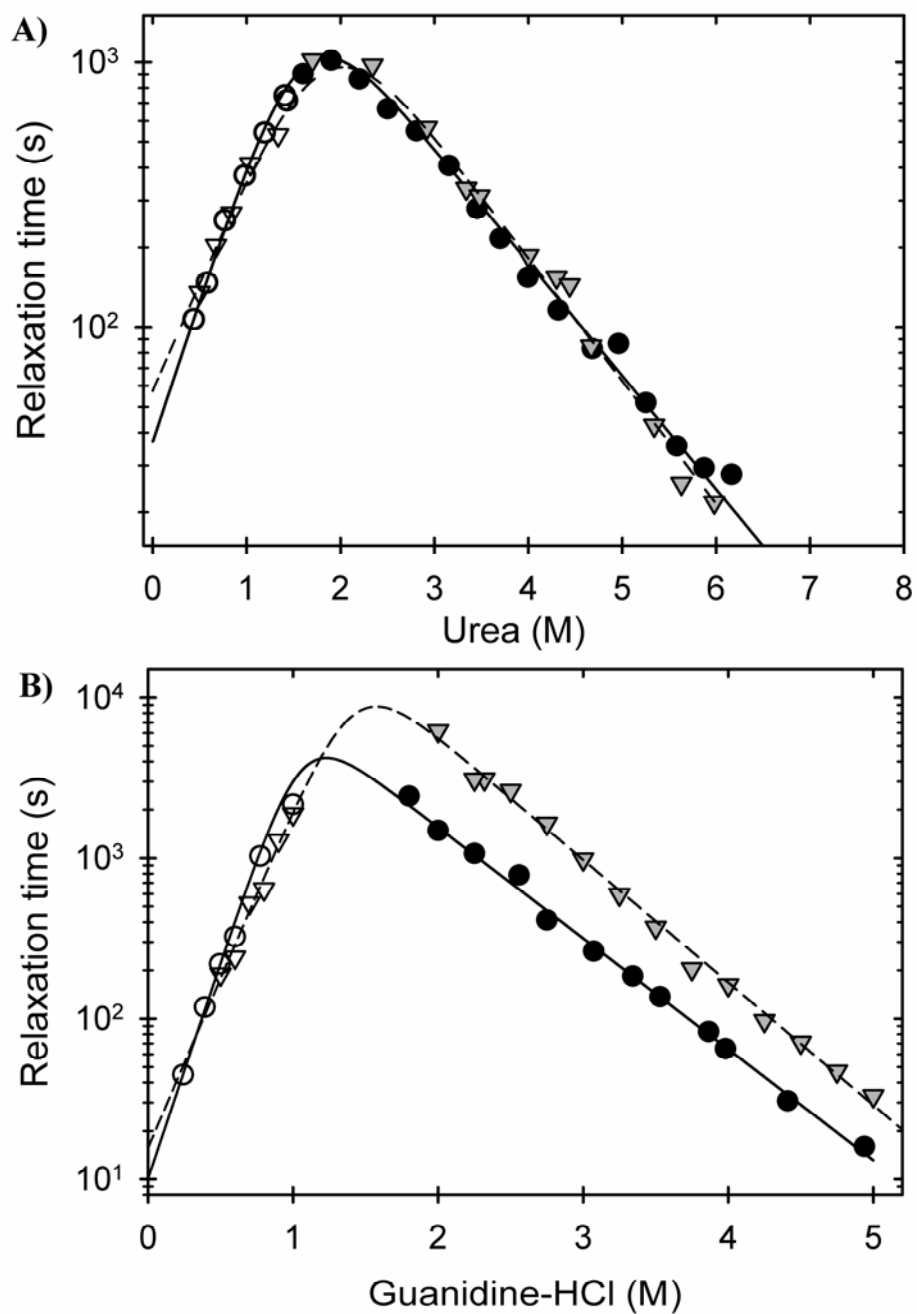 A)
Relaxation time (s)
10³
10²
0 1 2 3 4 5 6 7 8
Urea (M)
B)
Relaxation time (s)
10⁴
10³
10²
10¹
0 1 2 3 4 5
Guanidine-HCl (M)